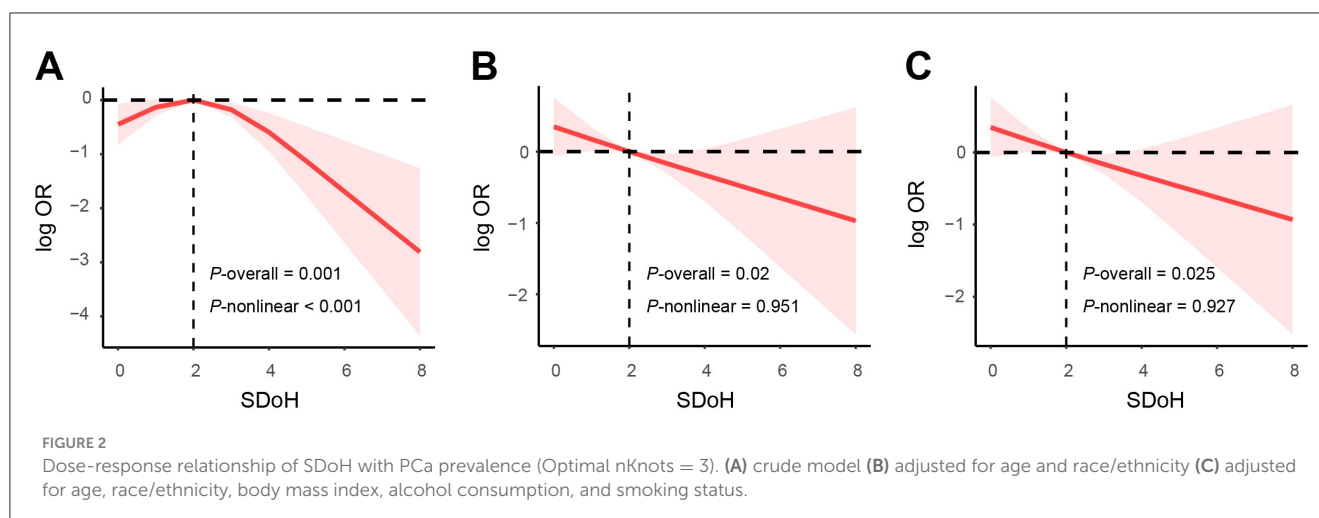 A
B
C
log OR
0
−1
−2
−3
−4
P-overall = 0.001
P-nonlinear < 0.001
0 2 4 6 8
SDoH
log OR
0
−1
−2
P-overall = 0.02
P-nonlinear = 0.951
0 2 4 6 8
SDoH
log OR
0
−1
−2
P-overall = 0.025
P-nonlinear = 0.927
0 2 4 6 8
SDoH
FIGURE 2
Dose-response relationship of SDoH with PCa prevalence (Optimal nKnots = 3). (A) crude model (B) adjusted for age and race/ethnicity (C) adjusted
for age, race/ethnicity, body mass index, alcohol consumption, and smoking status.